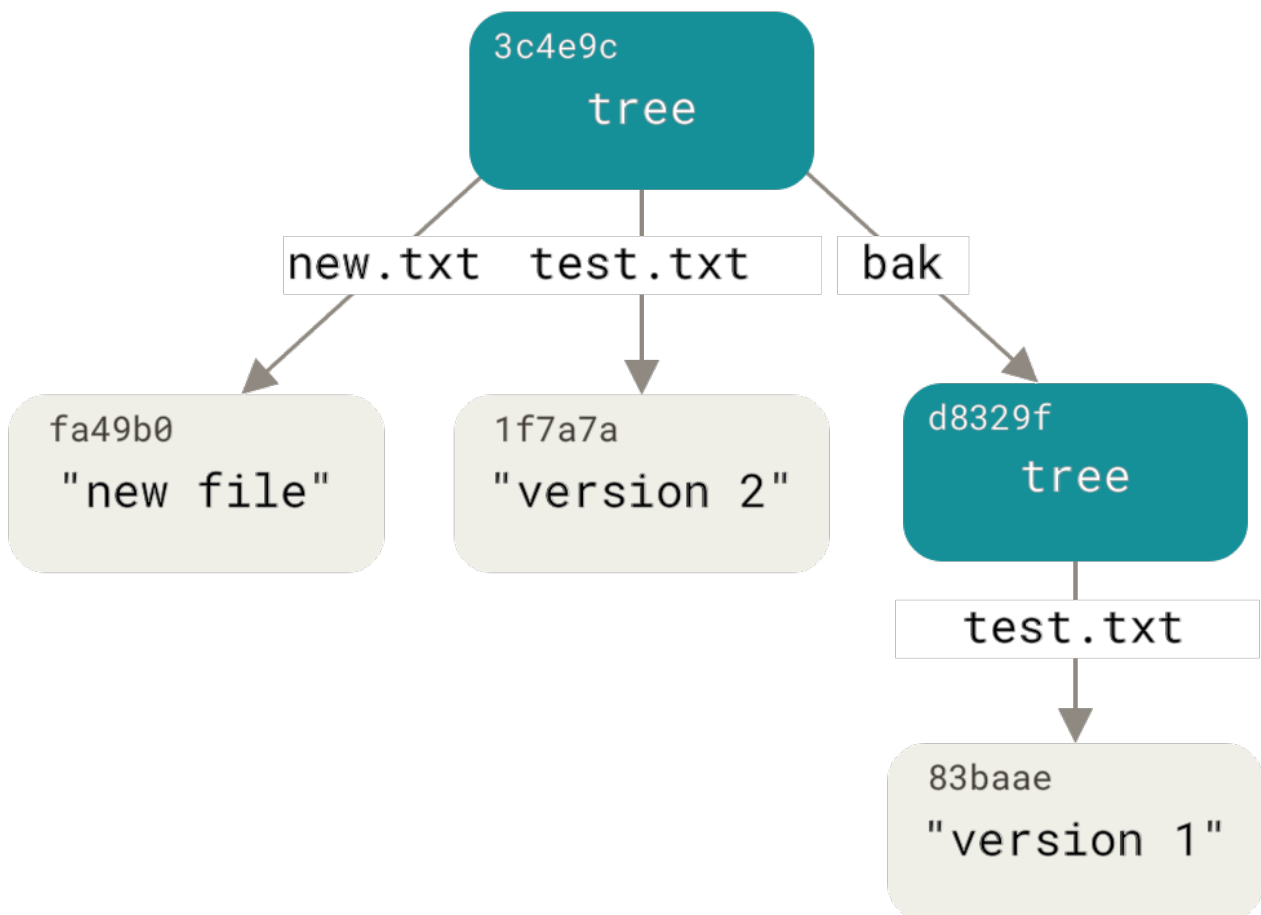 3c4e9c
tree
new.txt test.txt bak
fa49b0
"new file"
1f7a7a
"version 2"
d8329f
tree
test.txt
83baae
"version 1"